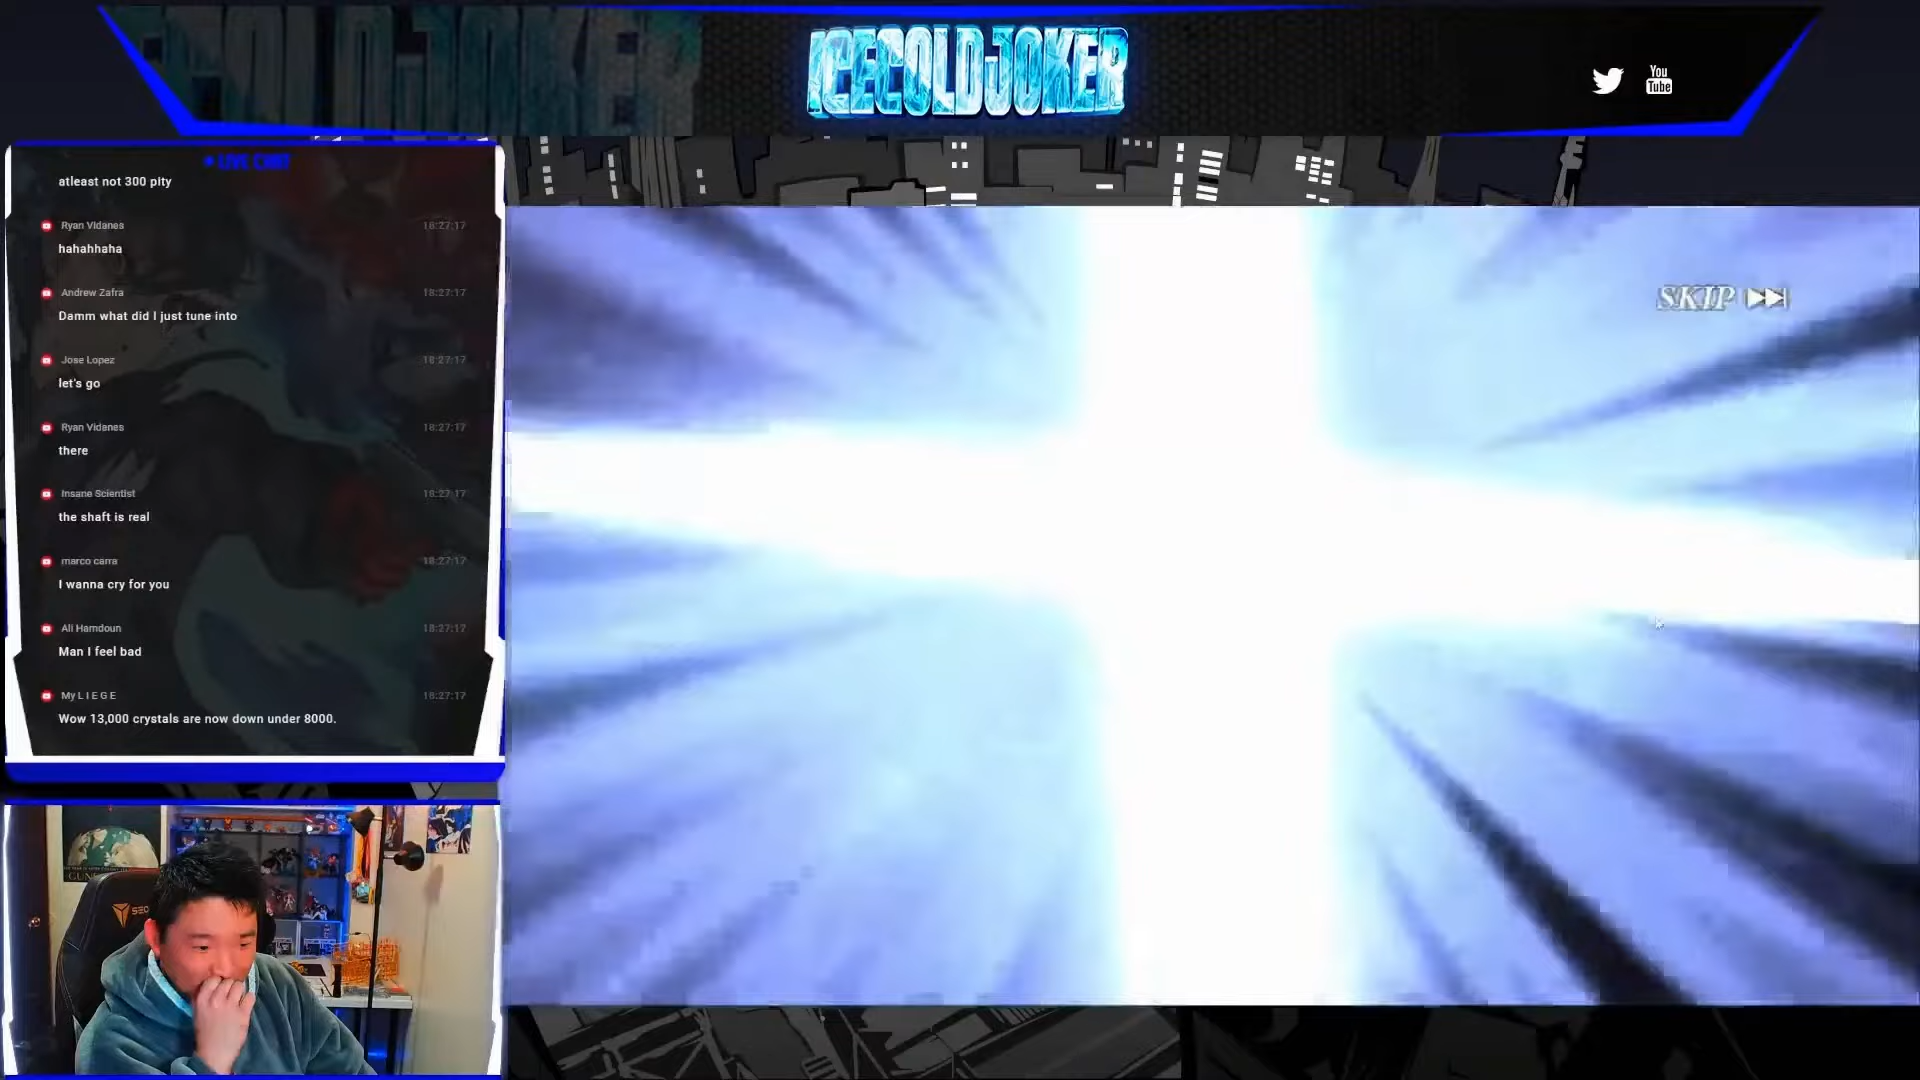 ICECOLDJOKER
You
Tube
LIVE CHAT
atleast not 300 pity
Ryan Vidanes 18:27:17
hahahhaha
Andrew Zafra 18:27:17
Damm what did I just tune into
Jose Lopez 18:27:17
let's go
Ryan Vidanes 18:27:17
there
Insane Scientist 18:27:17
the shaft is real
marco carra 18:27:17
I wanna cry for you
Ali Hamdoun 18:27:17
Man I feel bad
My L I E G E 18:27:17
Wow 13,000 crystals are now down under 8000.
SKIP